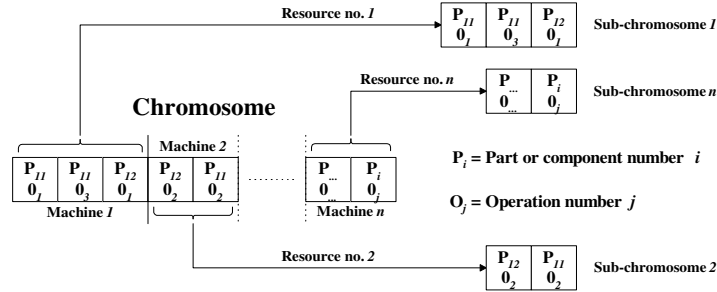 Resource no. 1
P11 P11 P12
01 03 01
Sub-chromosome 1
Resource no. n
P... Pi
0... 0j
Sub-chromosome n
Chromosome
Machine 2
P11 P11 P12 P12 P11 ......... P... Pi
01 03 01 02 02 0... 0j
Machine 1
Machine n
Pi = Part or component number i
Oj = Operation number j
Resource no. 2
P12 P11
02 02
Sub-chromosome 2